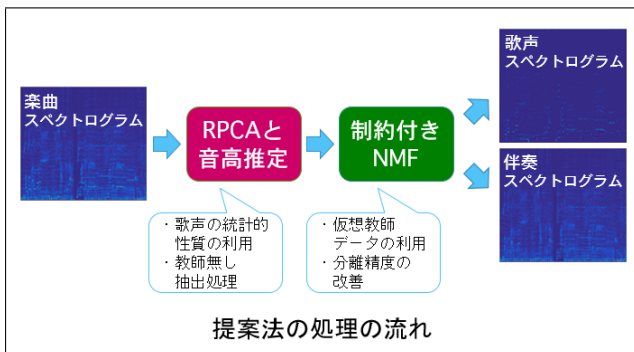 楽曲
スペクトログラム
RPCAと
音高推定
制約付き
NMF
歌声
スペクトログラム
伴奏
スペクトログラム
・歌声の統計的
性質の利用
・教師無し
抽出処理
・仮想教師
データの利用
・分離精度の
改善
提案法の処理の流れ